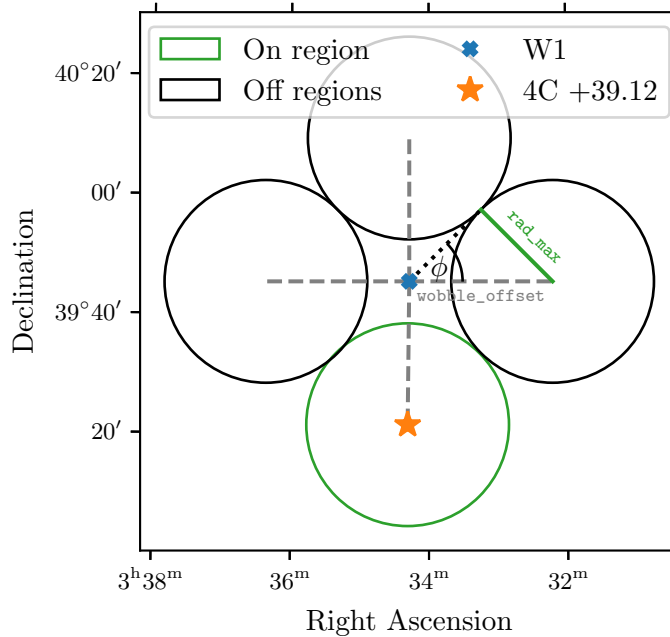 On region
Off regions
W1
4C +39.12
40°20′
00′
39°40′
20′
Declination
rad_max
ϕ
wobble_offset
3ʰ38ᵐ
36ᵐ
34ᵐ
32ᵐ
Right Ascension